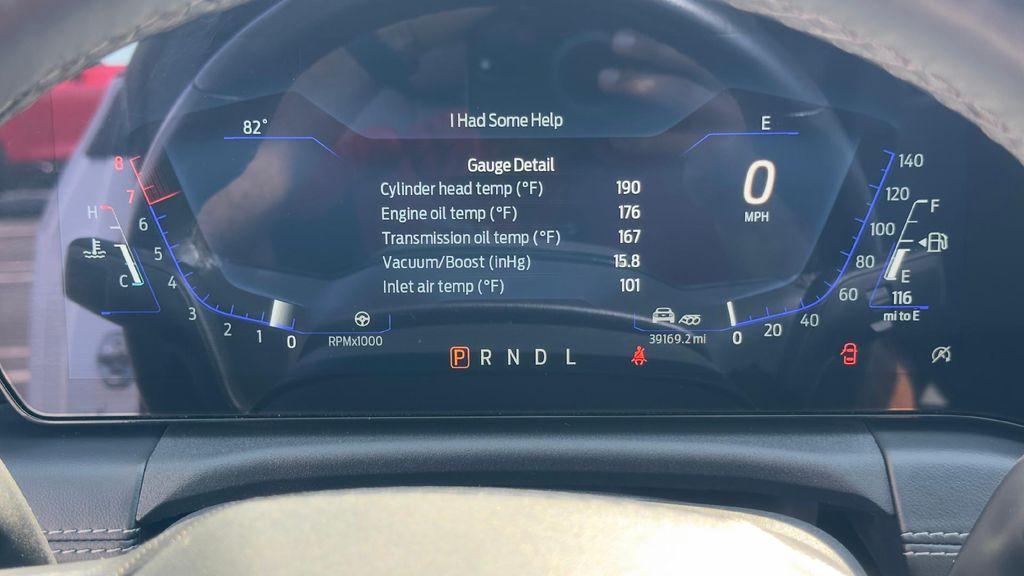 I Had Some Help
82°
E
Gauge Detail
Cylinder head temp (°F) 190
Engine oil temp (°F) 176
Transmission oil temp (°F) 167
Vacuum/Boost (inHg) 15.8
Inlet air temp (°F) 101
0
MPH
8
7
6
5
4
3
2
1
0
RPMx1000
H
C
140
120
100
80
60
40
20
0
F
E
116
mi to E
39169.2 mi
P R N D L